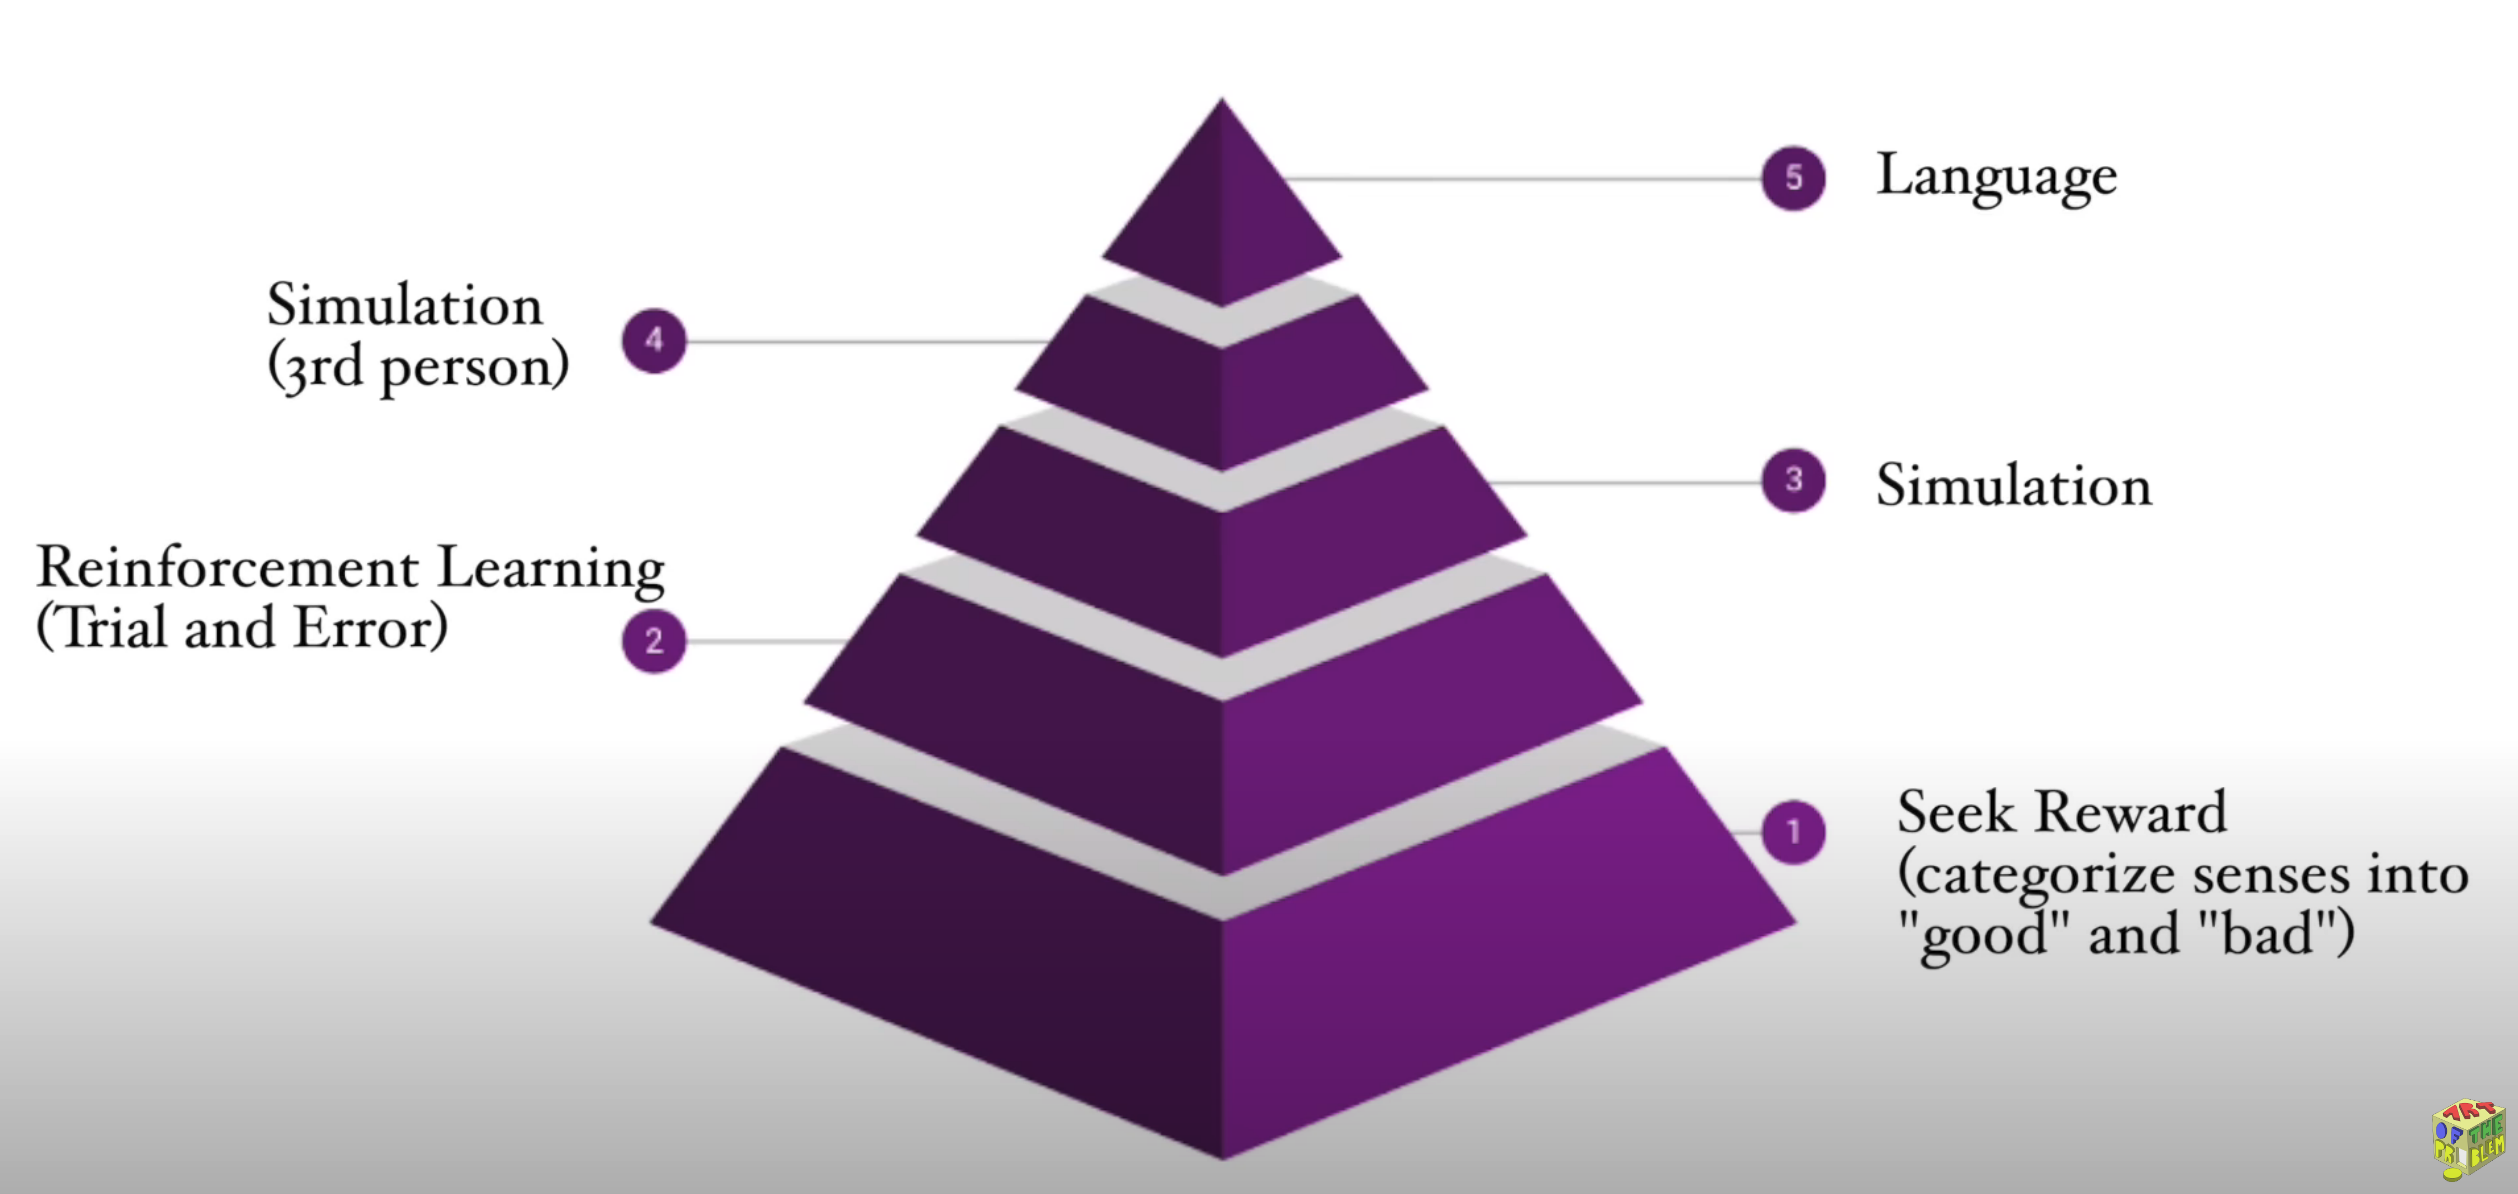 5
Language
Simulation
(3rd person)
4
3
Simulation
Reinforcement Learning
(Trial and Error)
2
1
Seek Reward
(categorize senses into
"good" and "bad")
ART
OF THE
PROBLEM